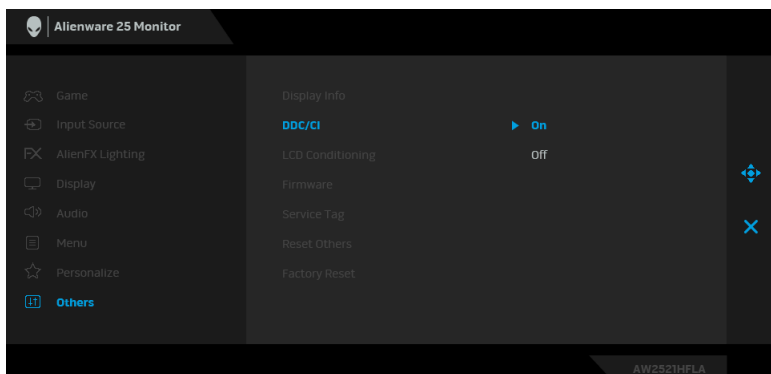 Alienware 25 Monitor
Game
Input Source
AlienFX Lighting
Display
Audio
Menu
Personalize
Others
Display Info
DDC/CI
On
LCD Conditioning
Off
Firmware
Service Tag
Reset Others
Factory Reset
AW2521HFLA